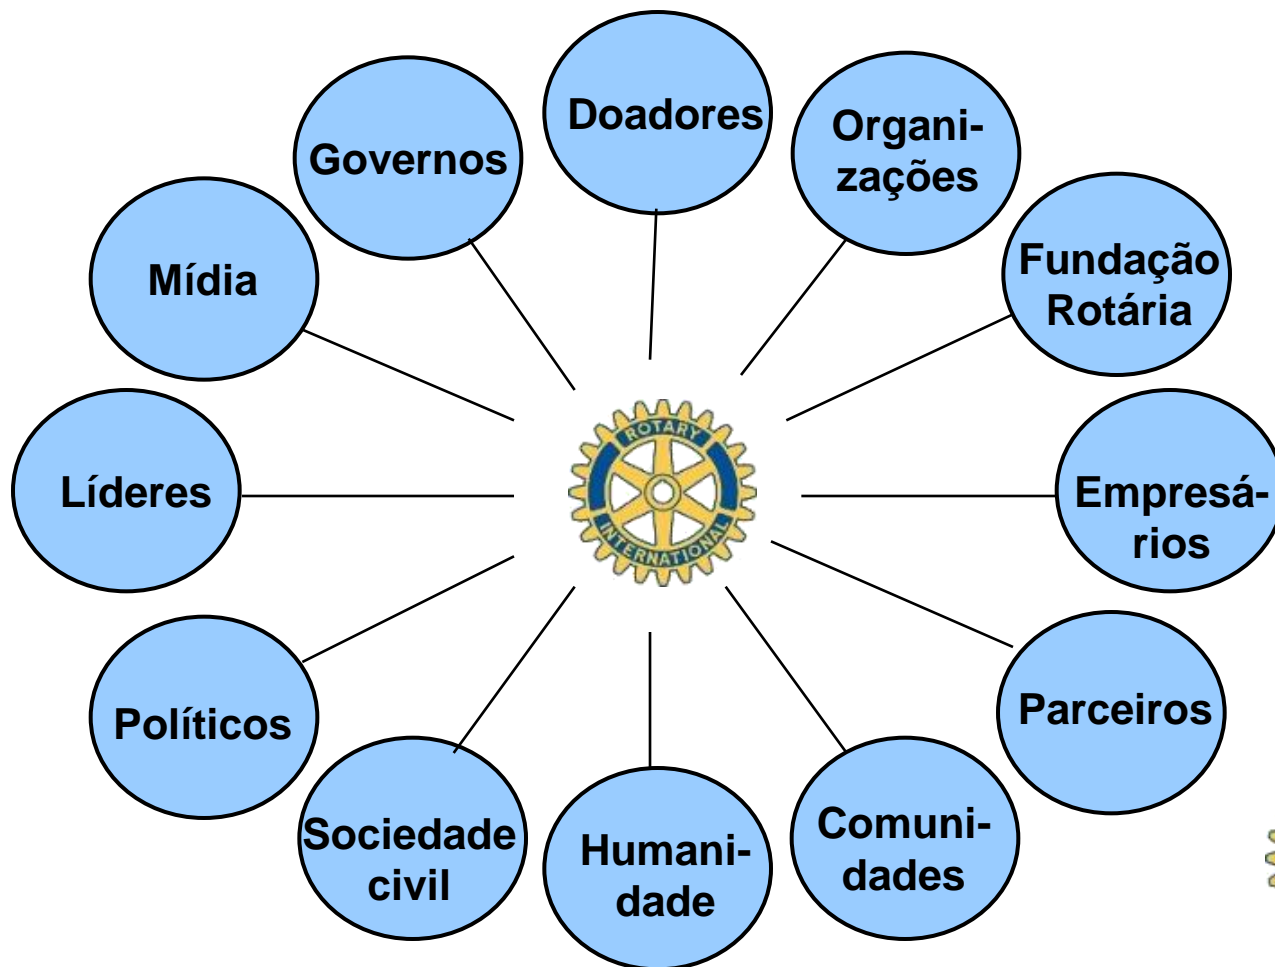 Doadores
Organi-
zações
Governos
Fundação
Rotária
Mídia
ROTARY
INTERNATIONAL
Líderes
Empresá-
rios
Políticos
Parceiros
Sociedade
civil
Humani-
dade
Comuni-
dades